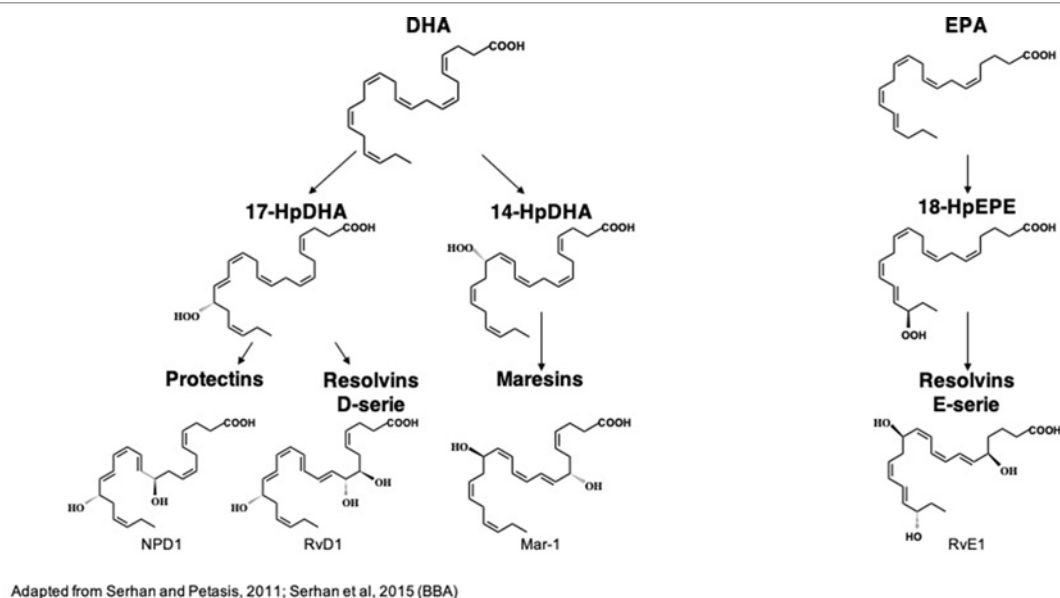 DHA
COOH
EPA
COOH
17-HpDHA
COOH
HOO
14-HpDHA
COOH
HOO
18-HpEPE
COOH
OOH
Protectins
COOH
OH
HO
NPD1
Resolvins
D-serie
COOH
OH
OH
HO
RvD1
Maresins
COOH
HO
OH
Mar-1
Resolvins
E-serie
COOH
HO
OH
HO
RvE1
Adapted from Serhan and Petasis, 2011; Serhan et al, 2015 (BBA)